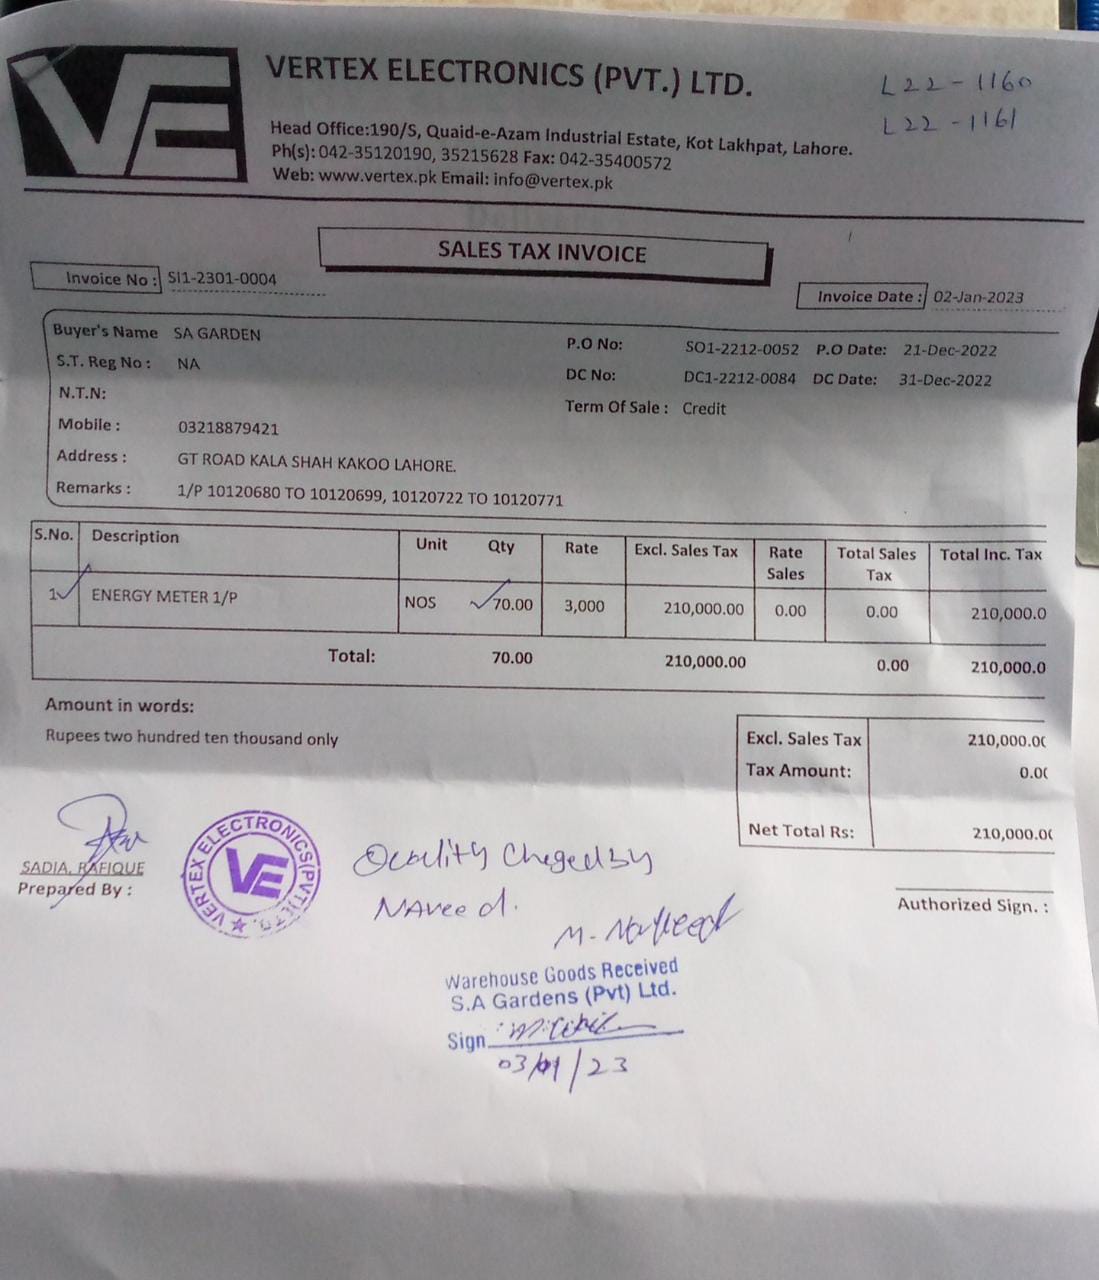 VE
VERTEX ELECTRONICS (PVT.) LTD.
L22-1160
L22-1161
Head Office:190/S, Quaid-e-Azam Industrial Estate, Kot Lakhpat, Lahore.
Ph(s): 042-35120190, 35215628 Fax: 042-35400572
Web: www.vertex.pk Email: info@vertex.pk
SALES TAX INVOICE
Invoice No : SI1-2301-0004
Invoice Date : 02-Jan-2023
Buyer's Name SA GARDEN
P.O No: SO1-2212-0052 P.O Date: 21-Dec-2022
S.T. Reg No : NA
DC No: DC1-2212-0084 DC Date: 31-Dec-2022
N.T.N:
Term Of Sale : Credit
Mobile : 03218879421
Address : GT ROAD KALA SHAH KAKOO LAHORE.
Remarks : 1/P 10120680 TO 10120699, 10120722 TO 10120771
S.No. Description Unit Qty Rate Excl. Sales Tax Rate Sales Total Sales Tax Total Inc. Tax
1 ENERGY METER 1/P NOS 70.00 3,000 210,000.00 0.00 0.00 210,000.0
Total: 70.00 210,000.00 0.00 210,000.0
Amount in words:
Rupees two hundred ten thousand only
Excl. Sales Tax 210,000.0
Tax Amount: 0.0
Net Total Rs: 210,000.0
SADIA. RAFIQUE
Prepared By :
VERTEX ELECTRONICS (PVT) LTD.
VE
Quality Cheged by
Naveed.
Authorized Sign. :
Warehouse Goods Received
S.A Gardens (Pvt) Ltd.
Sign
03/01/23